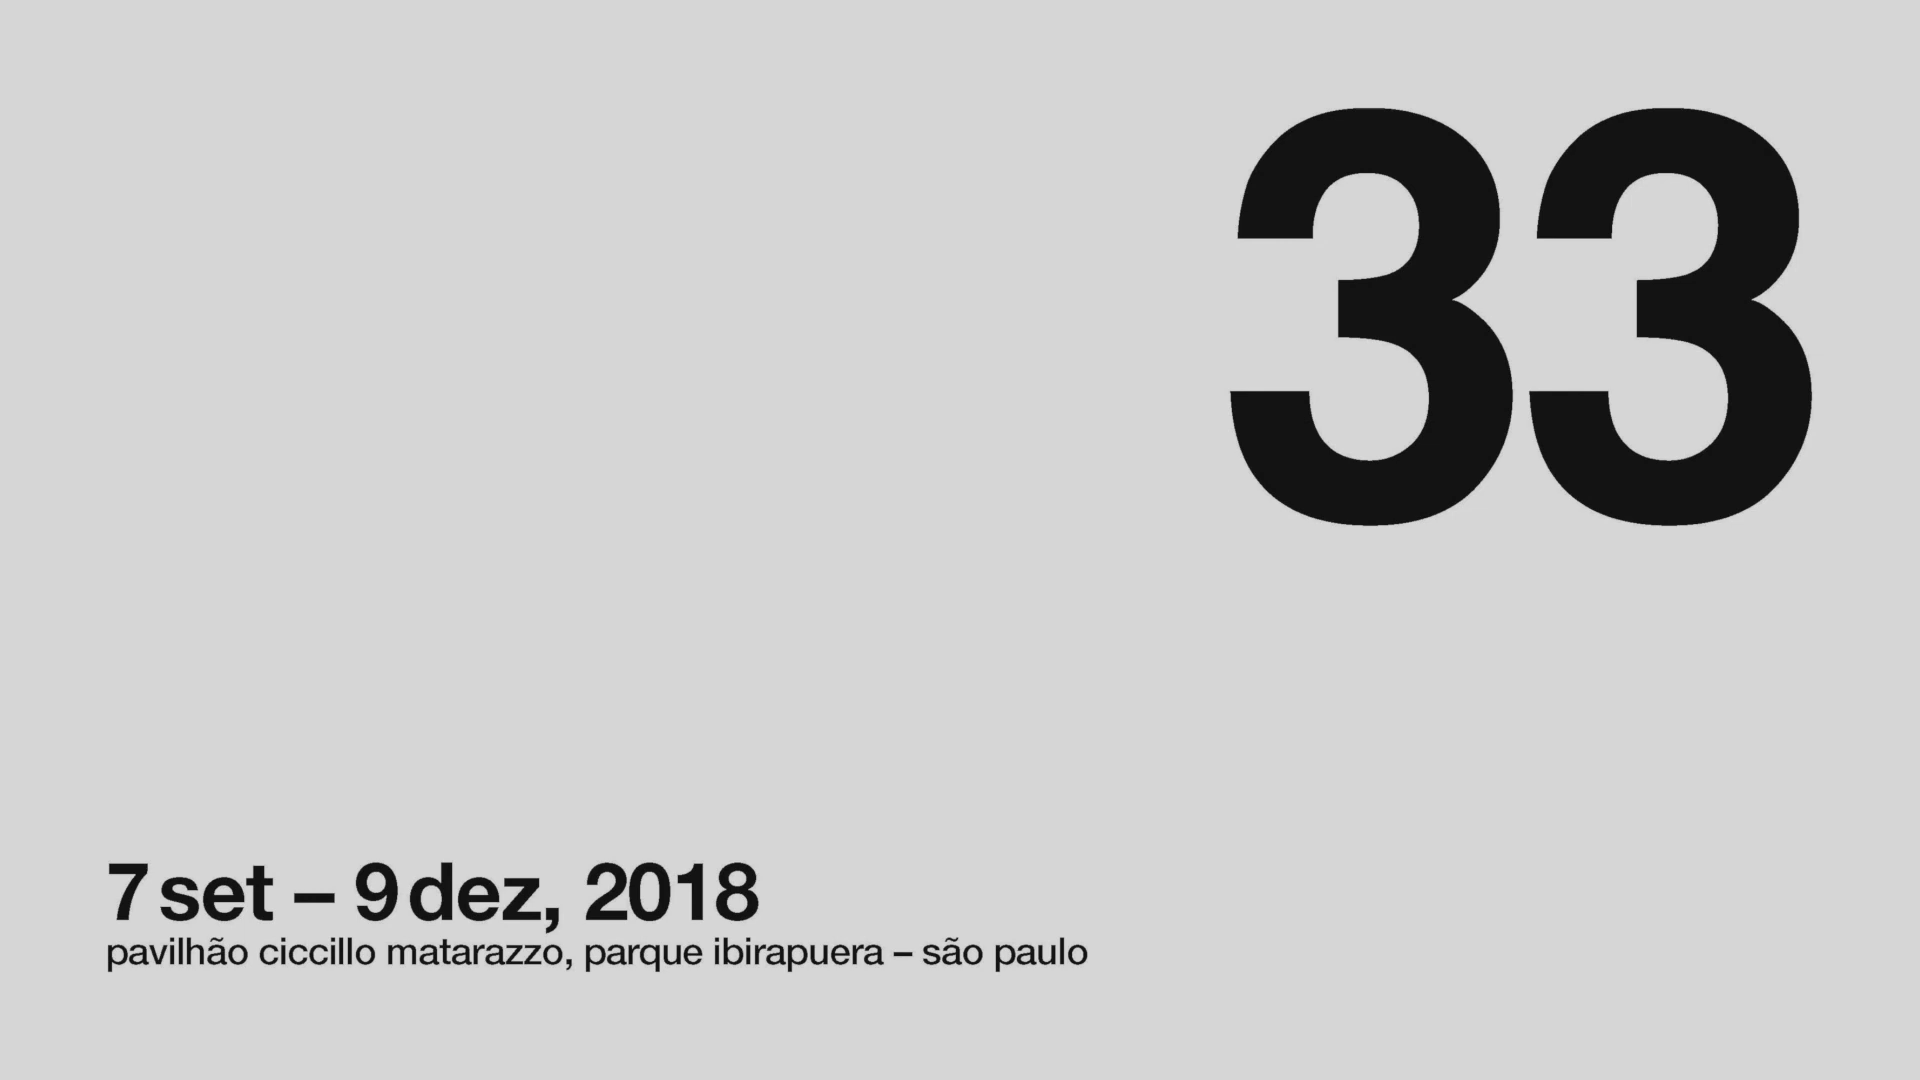 33
7 set – 9 dez, 2018
pavilhão ciccillo matarazzo, parque ibirapuera – são paulo